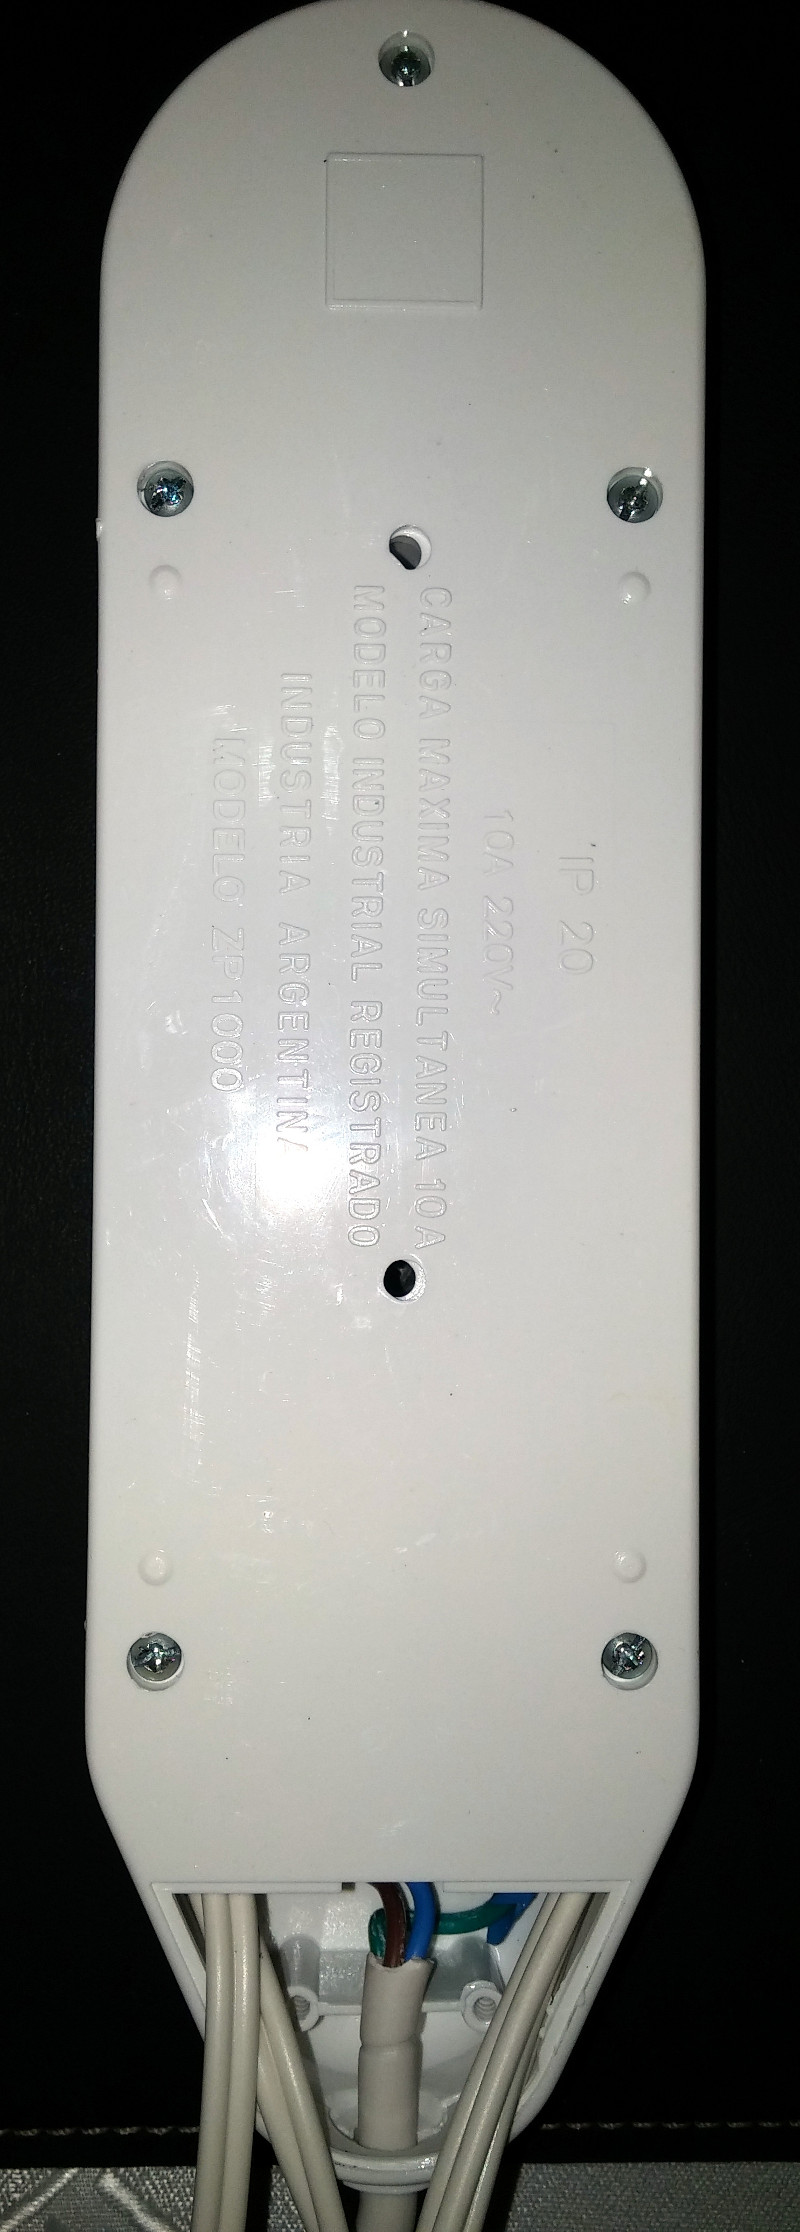 IP 20
10A 220V~
CARGA MAXIMA SIMULTANEA 10A
MODELO INDUSTRIAL REGISTRADO
INDUSTRIA ARGENTINA
MODELO ZP1000